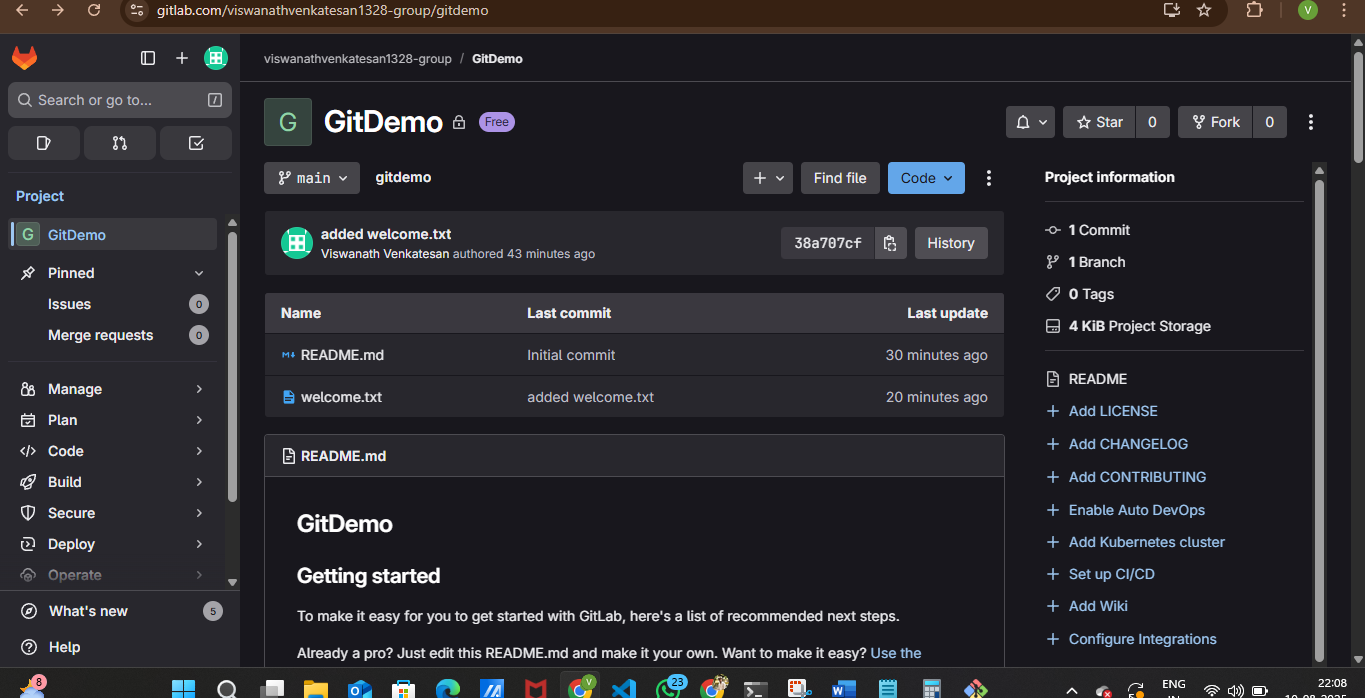 gitlab.com/viswanathvenkatesan1328-group/gitdemo
V
Search or go to... /
Project
G GitDemo
Pinned
Issues 0
Merge requests 0
Manage
Plan
Code
Build
Secure
Deploy
Operate
What's new 5
Help
viswanathvenkatesan1328-group / GitDemo
G GitDemo Free
Star 0 Fork 0
main gitdemo + Find file Code
added welcome.txt
Viswanath Venkatesan authored 43 minutes ago
38a707cf History
Name Last commit Last update
README.md Initial commit 30 minutes ago
welcome.txt added welcome.txt 20 minutes ago
README.md
GitDemo
Getting started
To make it easy for you to get started with GitLab, here's a list of recommended next steps.
Already a pro? Just edit this README.md and make it your own. Want to make it easy? Use the
Project information
1 Commit
1 Branch
0 Tags
4 KiB Project Storage
README
+ Add LICENSE
+ Add CHANGELOG
+ Add CONTRIBUTING
+ Enable Auto DevOps
+ Add Kubernetes cluster
+ Set up CI/CD
+ Add Wiki
+ Configure Integrations
8
V
23
ENG
22:08